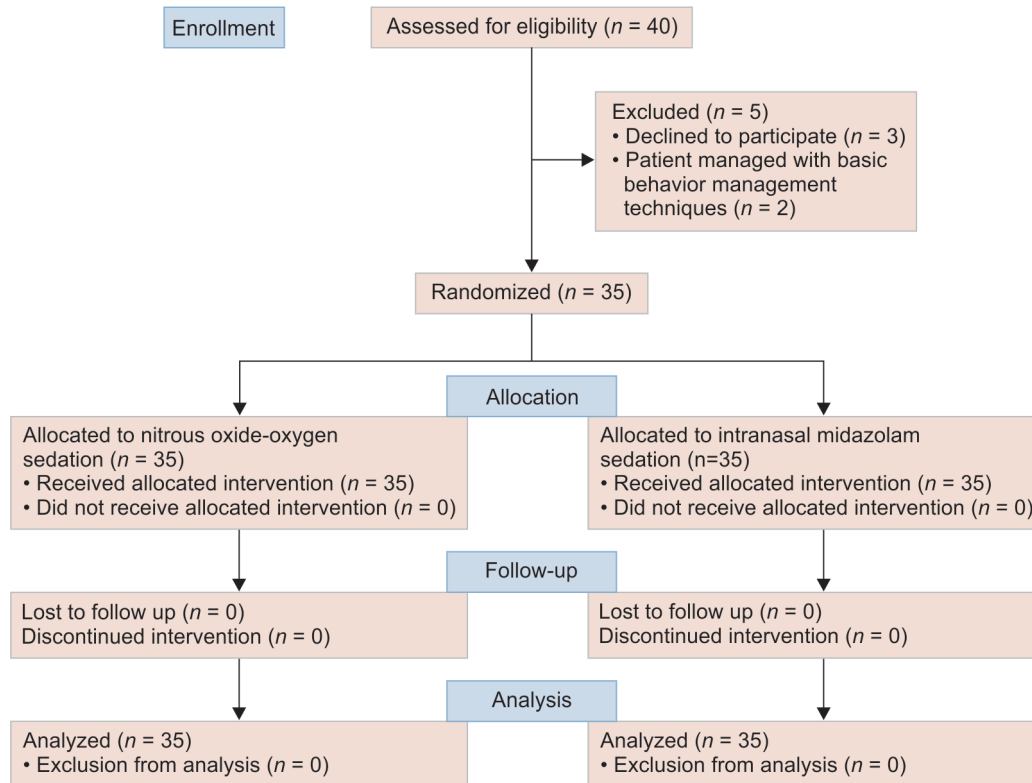 Enrollment
Assessed for eligibility (n = 40)
Excluded (n = 5)
• Declined to participate (n = 3)
• Patient managed with basic
behavior management
techniques (n = 2)
Randomized (n = 35)
Allocation
Allocated to nitrous oxide-oxygen
sedation (n = 35)
• Received allocated intervention (n = 35)
• Did not receive allocated intervention (n = 0)
Allocated to intranasal midazolam
sedation (n=35)
• Received allocated intervention (n = 35)
• Did not receive allocated intervention (n = 0)
Follow-up
Lost to follow up (n = 0)
Discontinued intervention (n = 0)
Lost to follow up (n = 0)
Discontinued intervention (n = 0)
Analysis
Analyzed (n = 35)
• Exclusion from analysis (n = 0)
Analyzed (n = 35)
• Exclusion from analysis (n = 0)